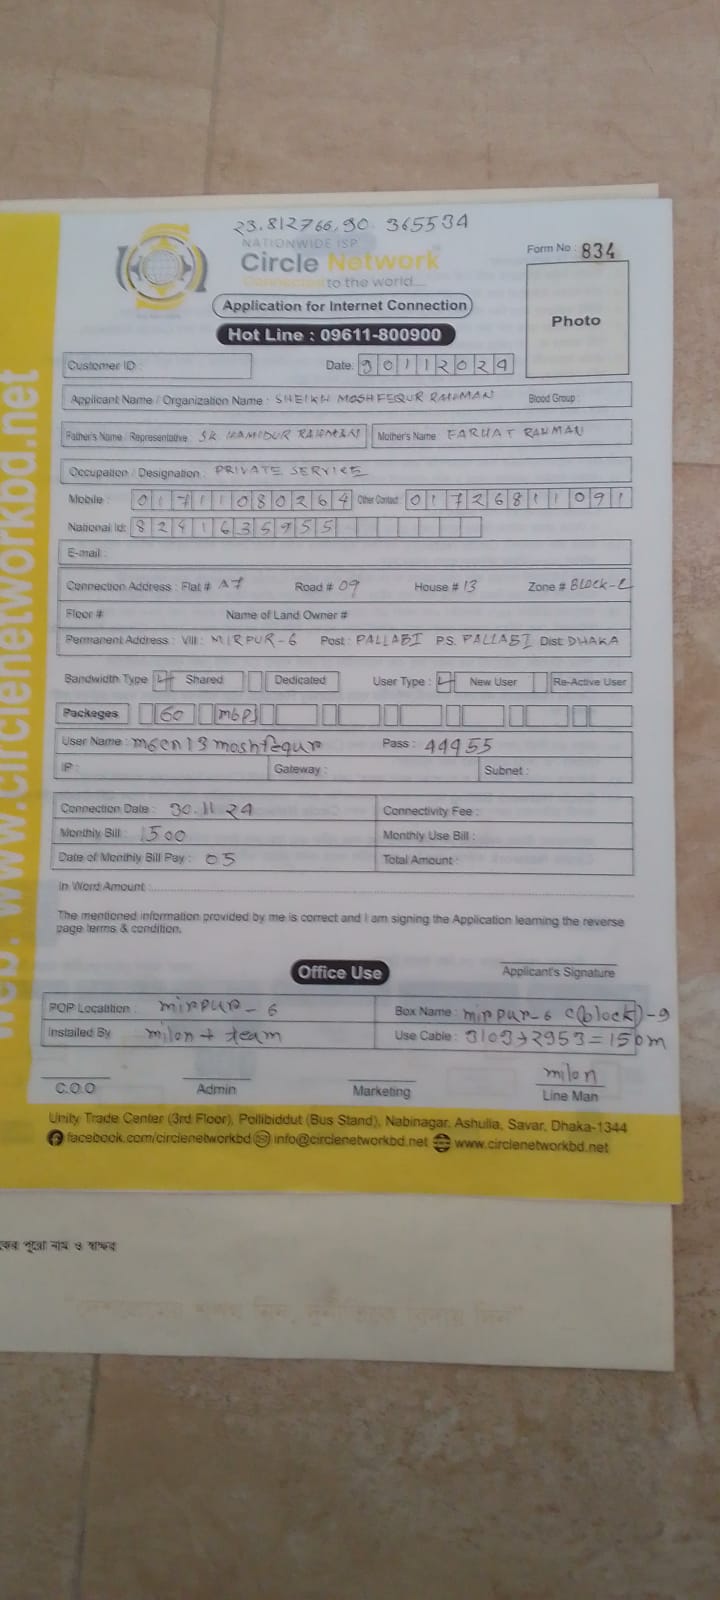 23.812766, 90.365534
NATIONWIDE ISP
Circle Network
Connected to the world....
Form No : 834
Application for Internet Connection
Photo
Hot Line : 09611-800900
Customer ID :
Date: 30112024
Applicant Name / Organization Name : SHEIKH MOSHFEQUR RAHMAN Blood Group :
Father's Name / Representative : SK. HAMIDUR RAHMAN Mother's Name : FARHAT RAHMAN
Occupation / Designation : PRIVATE SERVICE
Mobile : 01711080264 Other Contact : 01726811091
National Id: 8241635955
E-mail :
Connection Address : Flat # A7 Road # 09 House # 13 Zone # BLOCK-C
Floor # Name of Land Owner #
Permanent Address : Vill : MIRPUR-6 Post : PALLABI P.S. PALLABI Dist: DHAKA
Bandwidth Type Shared Dedicated User Type : New User Re-Active User
Packeges 60 mbps
User Name : m6cn13moshfequr Pass : 44955
IP : Gateway : Subnet :
Connection Date : 30.11.24 Connectivity Fee :
Monthly Bill : 1500 Monthly Use Bill :
Date of Monthly Bill Pay : 05 Total Amount :
In Word Amount :
The mentioned information provided by me is correct and I am signing the Application learning the reverse
page terms & condition.
Office Use
Applicant's Signature
POP Localition : mirpur-6 Box Name : mirpur-6 c(block)-9
Installed By milon + team Use Cable : 3103→2953=150m
milon
C.O.O Admin Marketing Line Man
Unity Trade Center (3rd Floor), Pollibiddut (Bus Stand), Nabinagar, Ashulia, Savar, Dhaka-1344
facebook.com/circlenetworkbd info@circlenetworkbd.net www.circlenetworkbd.net
web: www.circlenetworkbd.net
পুরো নাম ও স্বাক্ষর